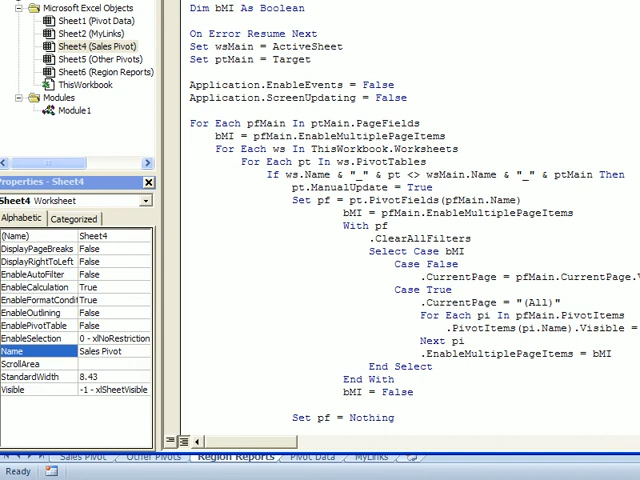 Microsoft Excel Objects
Sheet1 (Pivot Data)
Sheet2 (MyLinks)
Sheet4 (Sales Pivot)
Sheet5 (Other Pivots)
Sheet6 (Region Reports)
ThisWorkbook
Modules
Module1
Properties - Sheet4
Sheet4 Worksheet
Alphabetic Categorized
(Name) Sheet4
DisplayPageBreaks False
DisplayRightToLeft False
EnableAutoFilter False
EnableCalculation True
EnableFormatCondit True
EnableOutlining False
EnablePivotTable False
EnableSelection 0 - xlNoRestriction
Name Sales Pivot
ScrollArea
StandardWidth 8.43
Visible -1 - xlSheetVisible
Dim bMI As Boolean
On Error Resume Next
Set wsMain = ActiveSheet
Set ptMain = Target
Application.EnableEvents = False
Application.ScreenUpdating = False
For Each pfMain In ptMain.PageFields
bMI = pfMain.EnableMultiplePageItems
For Each ws In ThisWorkbook.Worksheets
For Each pt In ws.PivotTables
If ws.Name & "_" & pt <> wsMain.Name & "_" & ptMain Then
pt.ManualUpdate = True
Set pf = pt.PivotFields(pfMain.Name)
bMI = pfMain.EnableMultiplePageItems
With pf
.ClearAllFilters
Select Case bMI
Case False
.CurrentPage = pfMain.CurrentPage.V
Case True
.CurrentPage = "(All)"
For Each pi In pfMain.PivotItems
.PivotItems(pi.Name).Visible =
Next pi
.EnableMultiplePageItems = bMI
End Select
End With
bMI = False
Set pf = Nothing
Sales Pivot Other Pivots Region Reports Pivot Data MyLinks
Ready